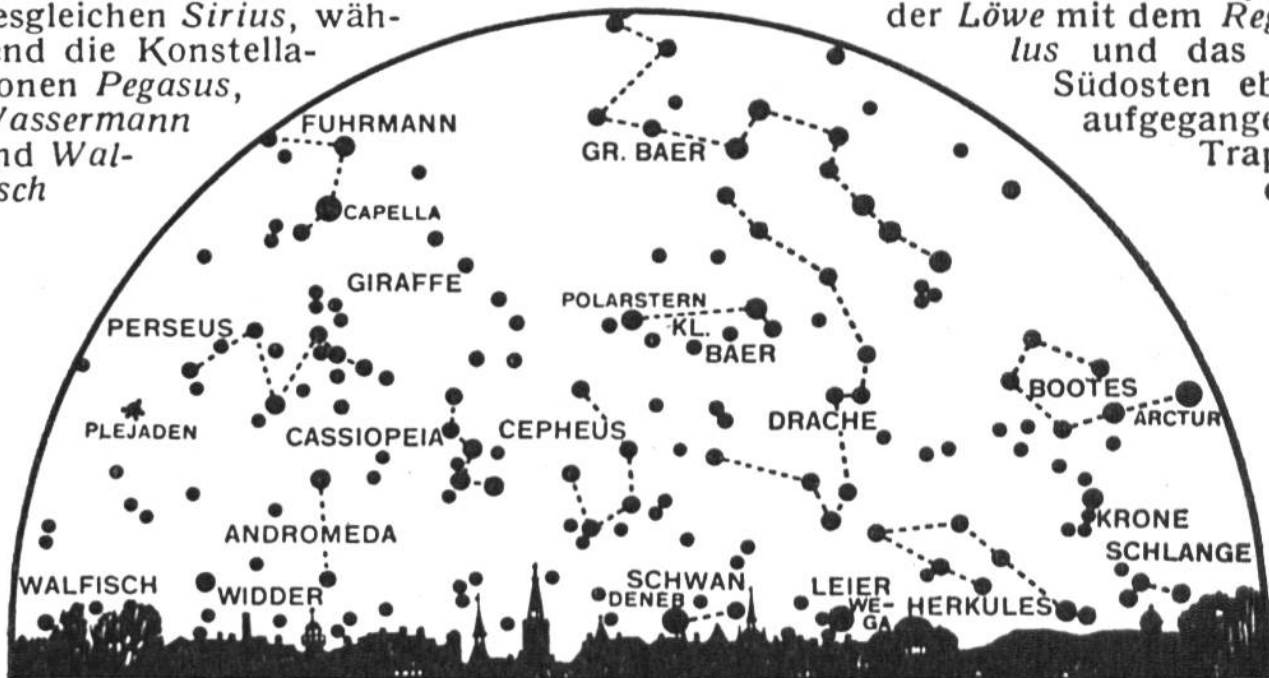 esgleichen Sirius, wäh-
end die Konstella-
onen Pegasus,
Wassermann
nd Wal-
sch
der Löwe mit dem Reg
lus und das
Südosten eb
aufgegange
Trap
FUHRMANN
GR. BAER
CAPELLA
GIRAFFE
POLARSTERN
PERSEUS
KL.
BAER
BOOTES
ARCTUR
PLEJADEN
CASSIOPEIA
CEPHEUS
DRACHE
KRONE
ANDROMEDA
SCHLANGE
WALFISCH
WIDDER
SCHWAN
DENEB
LEIER
WE-
GA
HERKULES